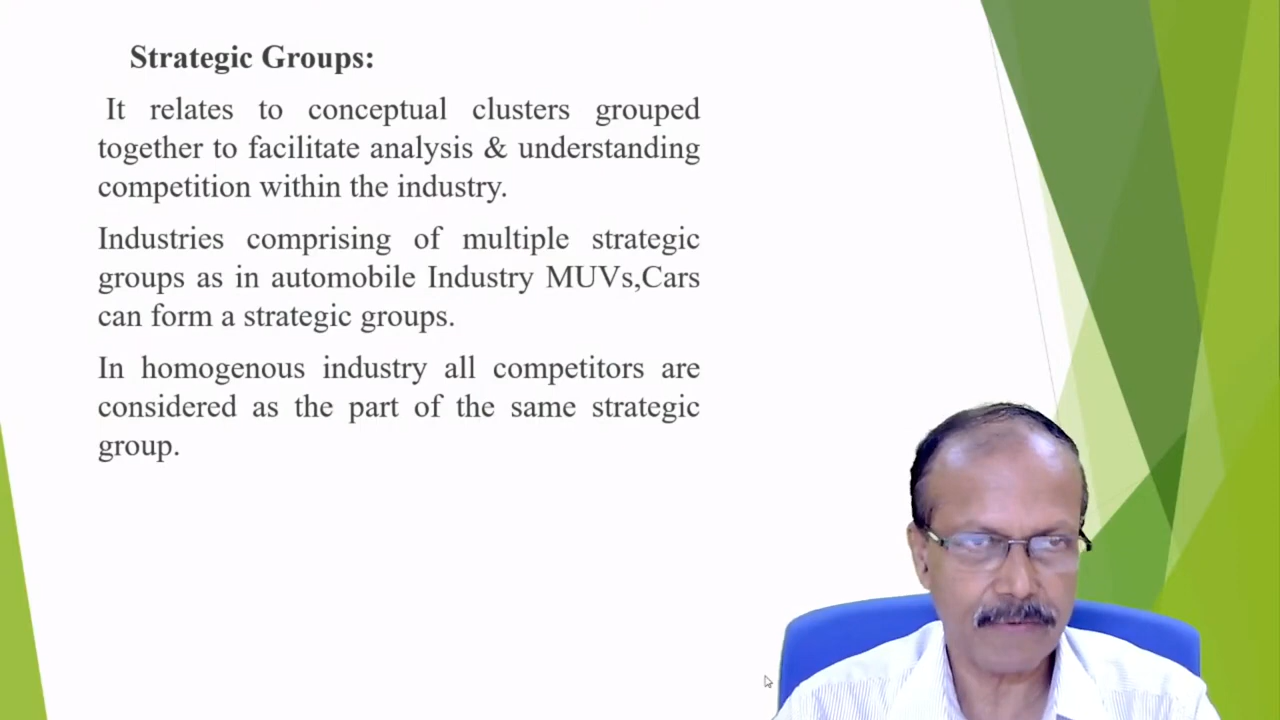 Strategic Groups:
It relates to conceptual clusters grouped
together to facilitate analysis & understanding
competition within the industry.
Industries comprising of multiple strategic
groups as in automobile Industry MUVs,Cars
can form a strategic groups.
In homogenous industry all competitors are
considered as the part of the same strategic
group.